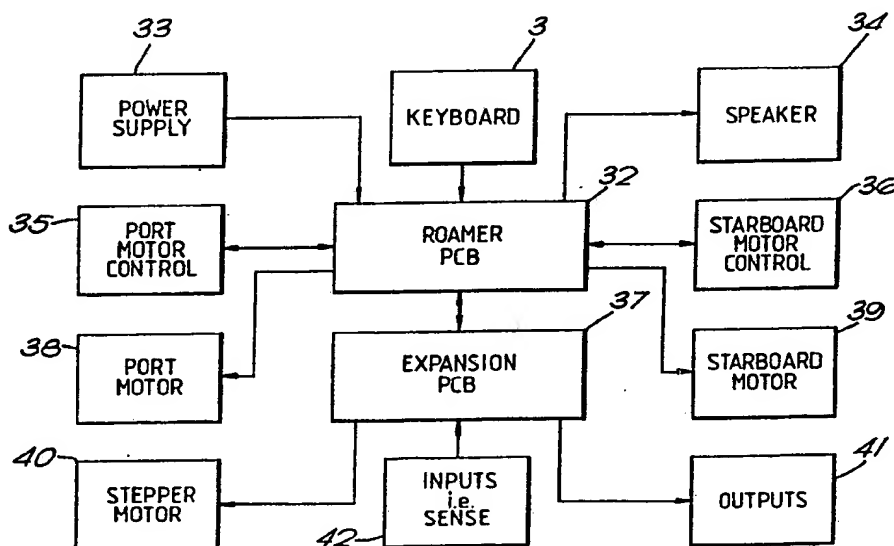 33
3
34
POWER
SUPPLY
KEYBOARD
SPEAKER
32
35
36
PORT
MOTOR
CONTROL
ROAMER
PCB
STARBOARD
MOTOR
CONTROL
37
38
39
PORT
MOTOR
EXPANSION
PCB
STARBOARD
MOTOR
40
41
STEPPER
MOTOR
INPUTS
i.e.
SENSE
OUTPUTS
42